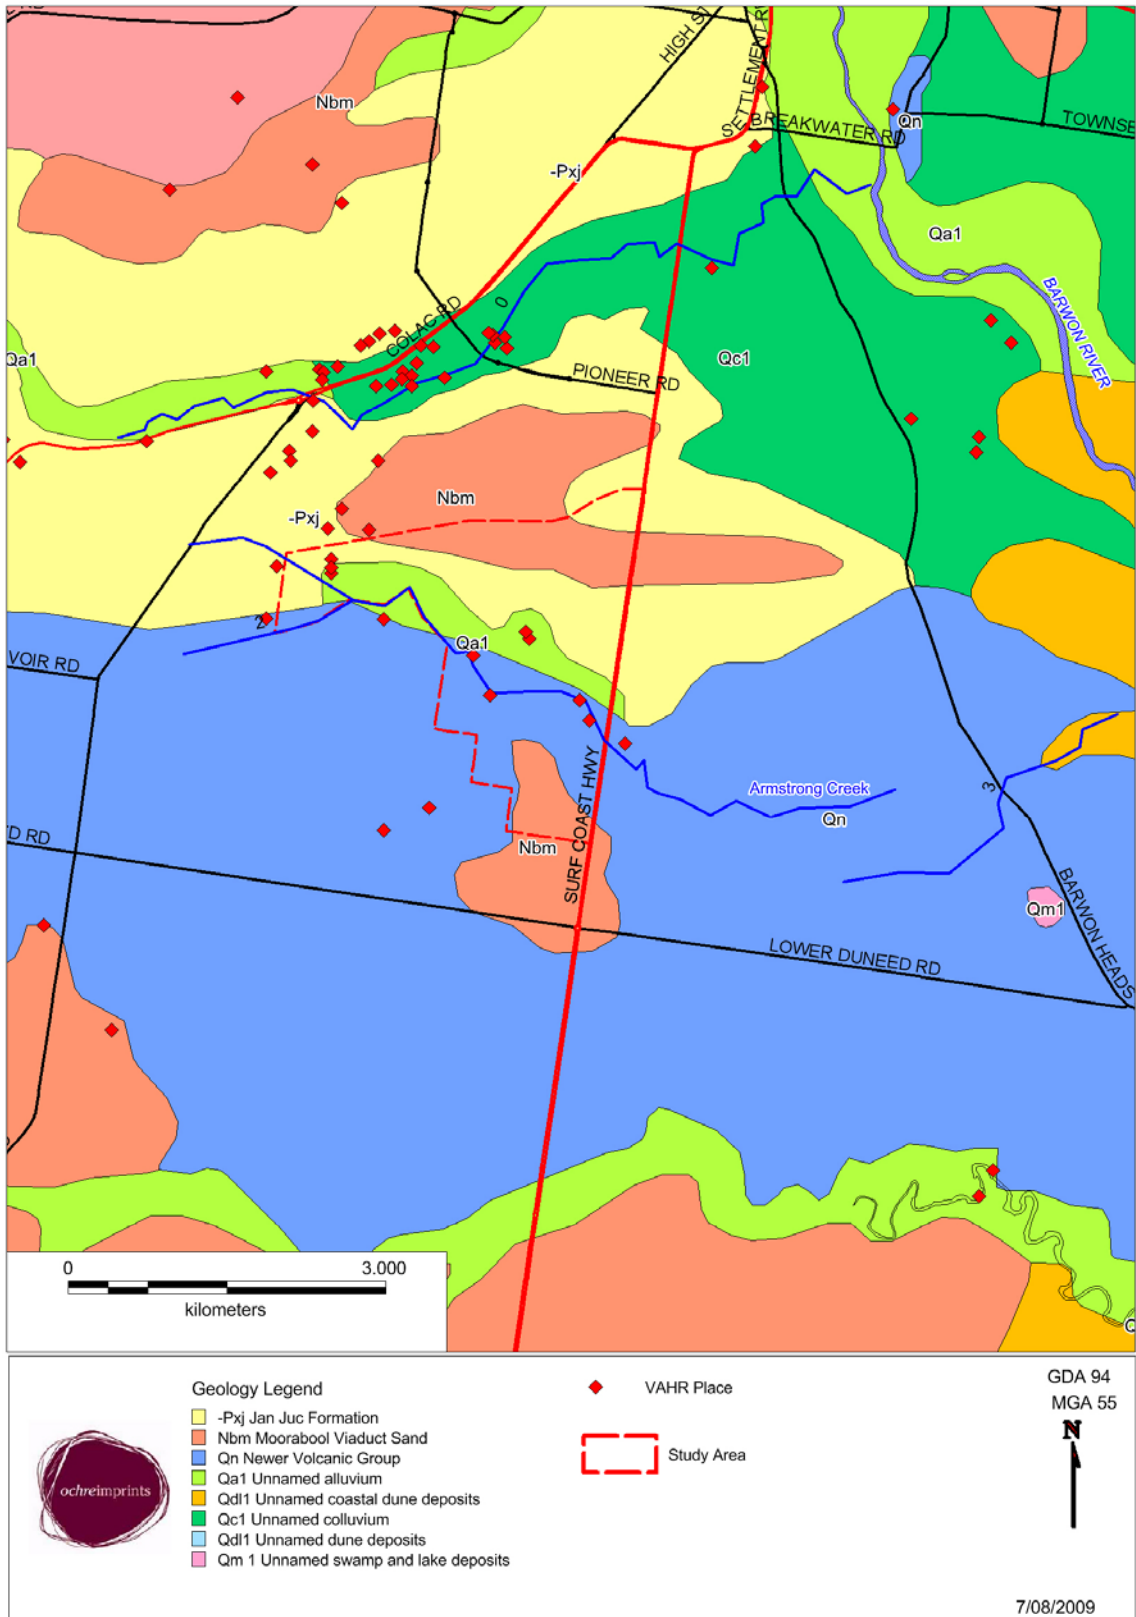 HIGH ST
SETTLEMENT R
Nbm
Qn
BREAKWATER RD
TOWNSE
-Pxj
Qa1
BARWON RIVER
COLAC RD
0
Qa1
Qc1
PIONEER RD
Nbm
-Pxj
2
Qa1
VOIR RD
SURF COAST HWY
Armstrong Creek
Qn
3
D RD
Nbm
BARWON HEADS
Qm1
LOWER DUNEED RD
0
3.000
kilometers
Geology Legend
-Pxj Jan Juc Formation
Nbm Moorabool Viaduct Sand
Qn Newer Volcanic Group
Qa1 Unnamed alluvium
Qdl1 Unnamed coastal dune deposits
Qc1 Unnamed colluvium
Qdl1 Unnamed dune deposits
Qm 1 Unnamed swamp and lake deposits
VAHR Place
Study Area
GDA 94
MGA 55
N
ochreimprints
7/08/2009